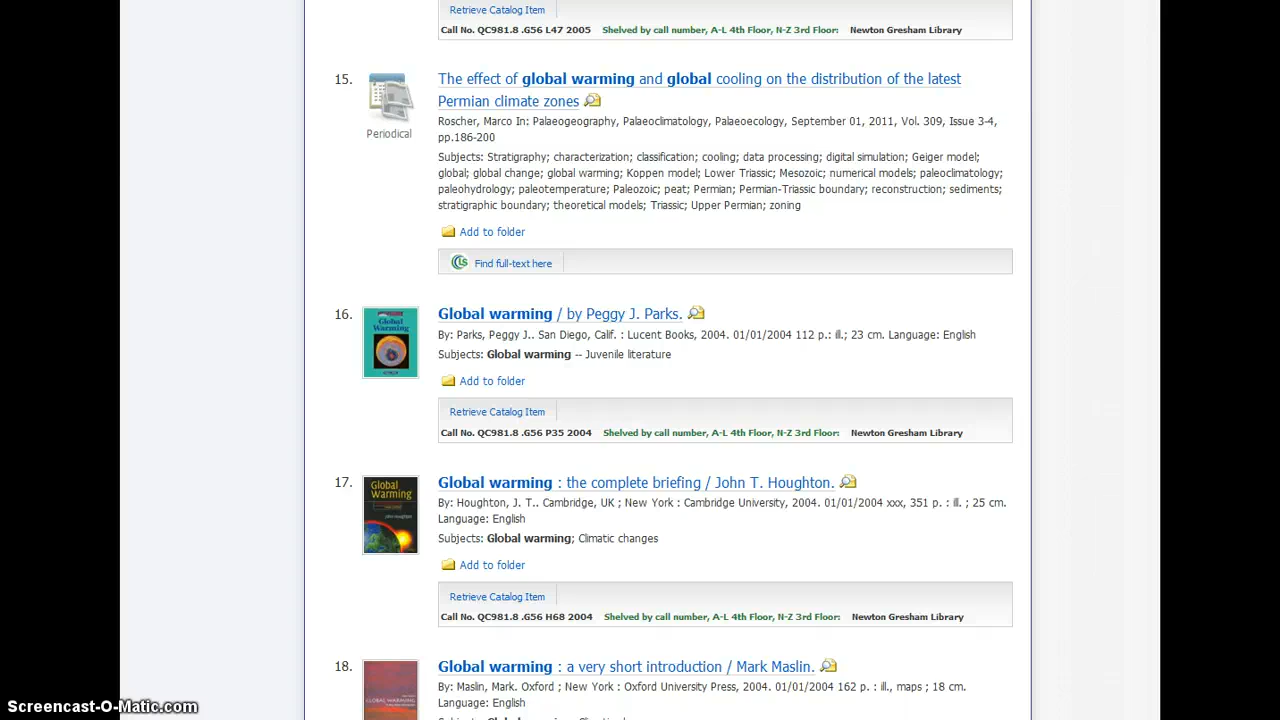 Retrieve Catalog Item
Call No. QC981.8 .G56 L47 2005 Shelved by call number, A-L 4th Floor, N-Z 3rd Floor: Newton Gresham Library
15.
Periodical
The effect of global warming and global cooling on the distribution of the latest
Permian climate zones
Roscher, Marco In: Palaeogeography, Palaeoclimatology, Palaeoecology, September 01, 2011, Vol. 309, Issue 3-4,
pp.186-200
Subjects: Stratigraphy; characterization; classification; cooling; data processing; digital simulation; Geiger model;
global; global change; global warming; Koppen model; Lower Triassic; Mesozoic; numerical models; paleoclimatology;
paleohydrology; paleotemperature; Paleozoic; peat; Permian; Permian-Triassic boundary; reconstruction; sediments;
stratigraphic boundary; theoretical models; Triassic; Upper Permian; zoning
Add to folder
LS Find full-text here
16.
Global
Warming
Global warming / by Peggy J. Parks.
By: Parks, Peggy J.. San Diego, Calif. : Lucent Books, 2004. 01/01/2004 112 p.: ill.; 23 cm. Language: English
Subjects: Global warming -- Juvenile literature
Add to folder
Retrieve Catalog Item
Call No. QC981.8 .G56 P35 2004 Shelved by call number, A-L 4th Floor, N-Z 3rd Floor: Newton Gresham Library
17.
Global
Warming
John Houghton
Global warming : the complete briefing / John T. Houghton.
By: Houghton, J. T.. Cambridge, UK ; New York : Cambridge University, 2004. 01/01/2004 xxx, 351 p. : ill. ; 25 cm.
Language: English
Subjects: Global warming; Climatic changes
Add to folder
Retrieve Catalog Item
Call No. QC981.8 .G56 H68 2004 Shelved by call number, A-L 4th Floor, N-Z 3rd Floor: Newton Gresham Library
18.
GLOBAL WARMING
Global warming : a very short introduction / Mark Maslin.
By: Maslin, Mark. Oxford ; New York : Oxford University Press, 2004. 01/01/2004 162 p. : ill., maps ; 18 cm.
Language: English
Screencast-O-Matic.com